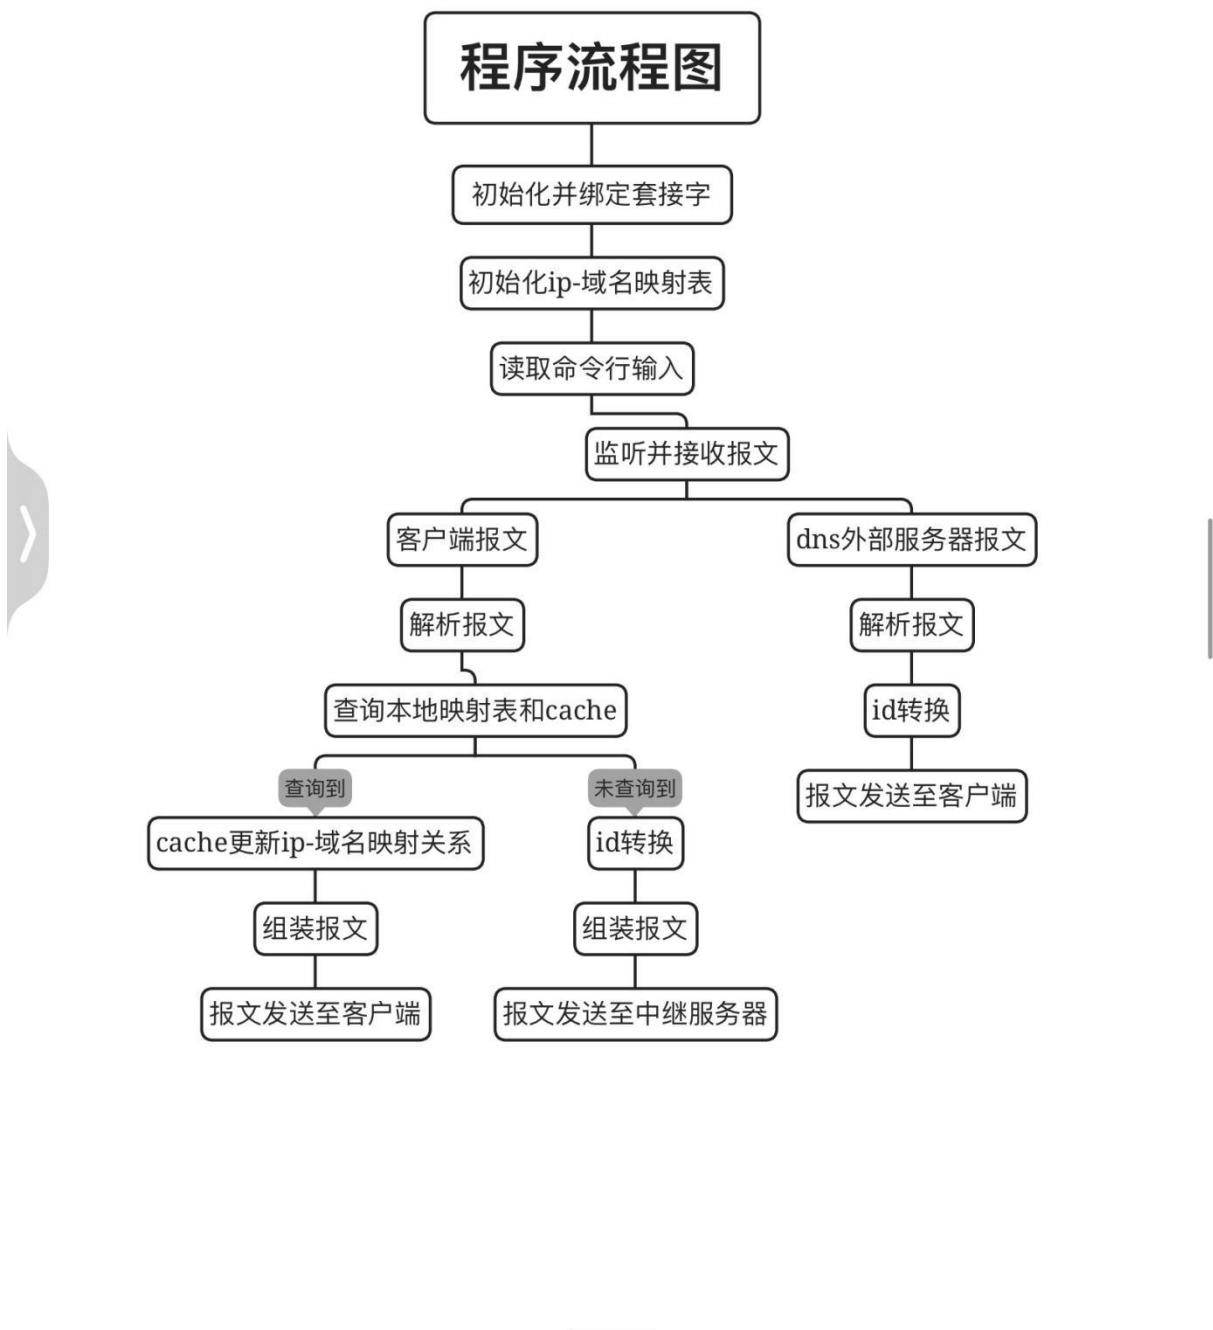 程序流程图
初始化并绑定套接字
初始化ip-域名映射表
读取命令行输入
监听并接收报文
客户端报文
dns外部服务器报文
解析报文
解析报文
查询本地映射表和cache
id转换
查询到
未查询到
报文发送至客户端
cache更新ip-域名映射关系
id转换
组装报文
组装报文
报文发送至客户端
报文发送至中继服务器